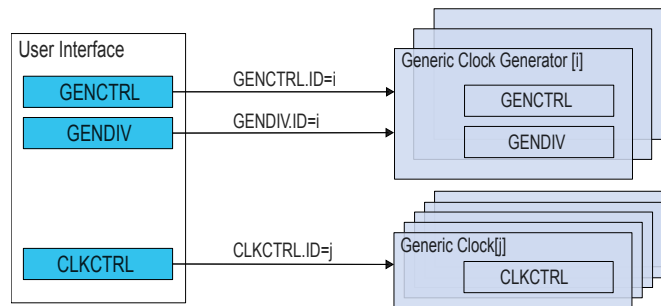 User Interface
GENCTRL
GENDIV
CLKCTRL
GENCTRL.ID=i
GENDIV.ID=i
CLKCTRL.ID=j
Generic Clock Generator [i]
GENCTRL
GENDIV
Generic Clock[j]
CLKCTRL